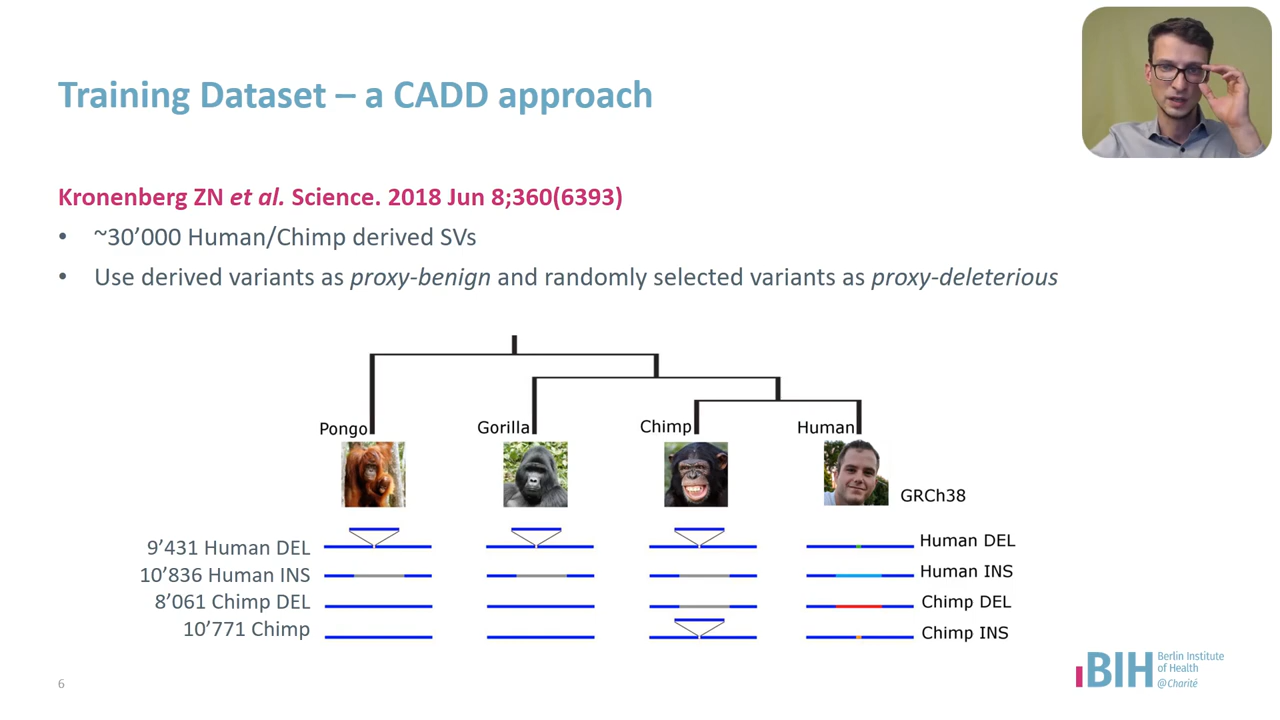 Training Dataset – a CADD approach
Kronenberg ZN et al. Science. 2018 Jun 8;360(6393)
• ~30’000 Human/Chimp derived SVs
• Use derived variants as proxy-benign and randomly selected variants as proxy-deleterious
Pongo
Gorilla
Chimp
Human
GRCh38
9’431 Human DEL
Human DEL
10’836 Human INS
Human INS
8’061 Chimp DEL
Chimp DEL
10’771 Chimp
Chimp INS
6
BIH
Berlin Institute
of Health
@Charité